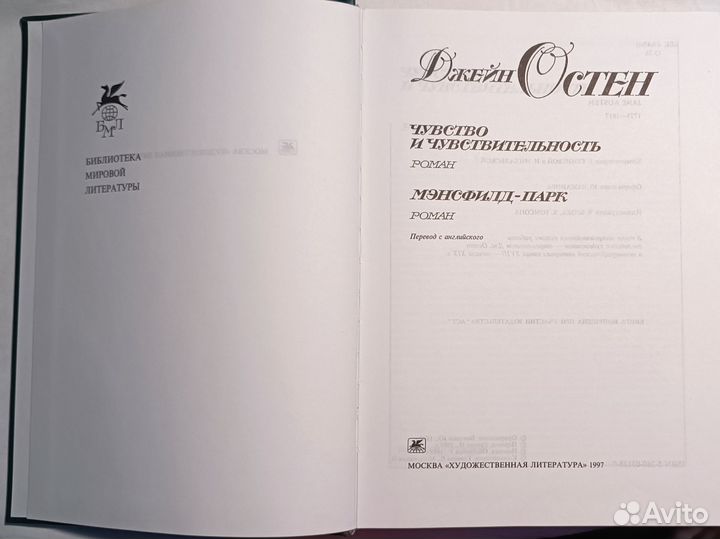 БМЛ
БИБЛИОТЕКА
МИРОВОЙ
ЛИТЕРАТУРЫ
ДЖЕЙН ОСТЕН
ЧУВСТВО
И ЧУВСТВИТЕЛЬНОСТЬ
РОМАН
МЭНСФИЛД-ПАРК
РОМАН
Перевод с английского
МОСКВА «ХУДОЖЕСТВЕННАЯ ЛИТЕРАТУРА» 1997
Avito